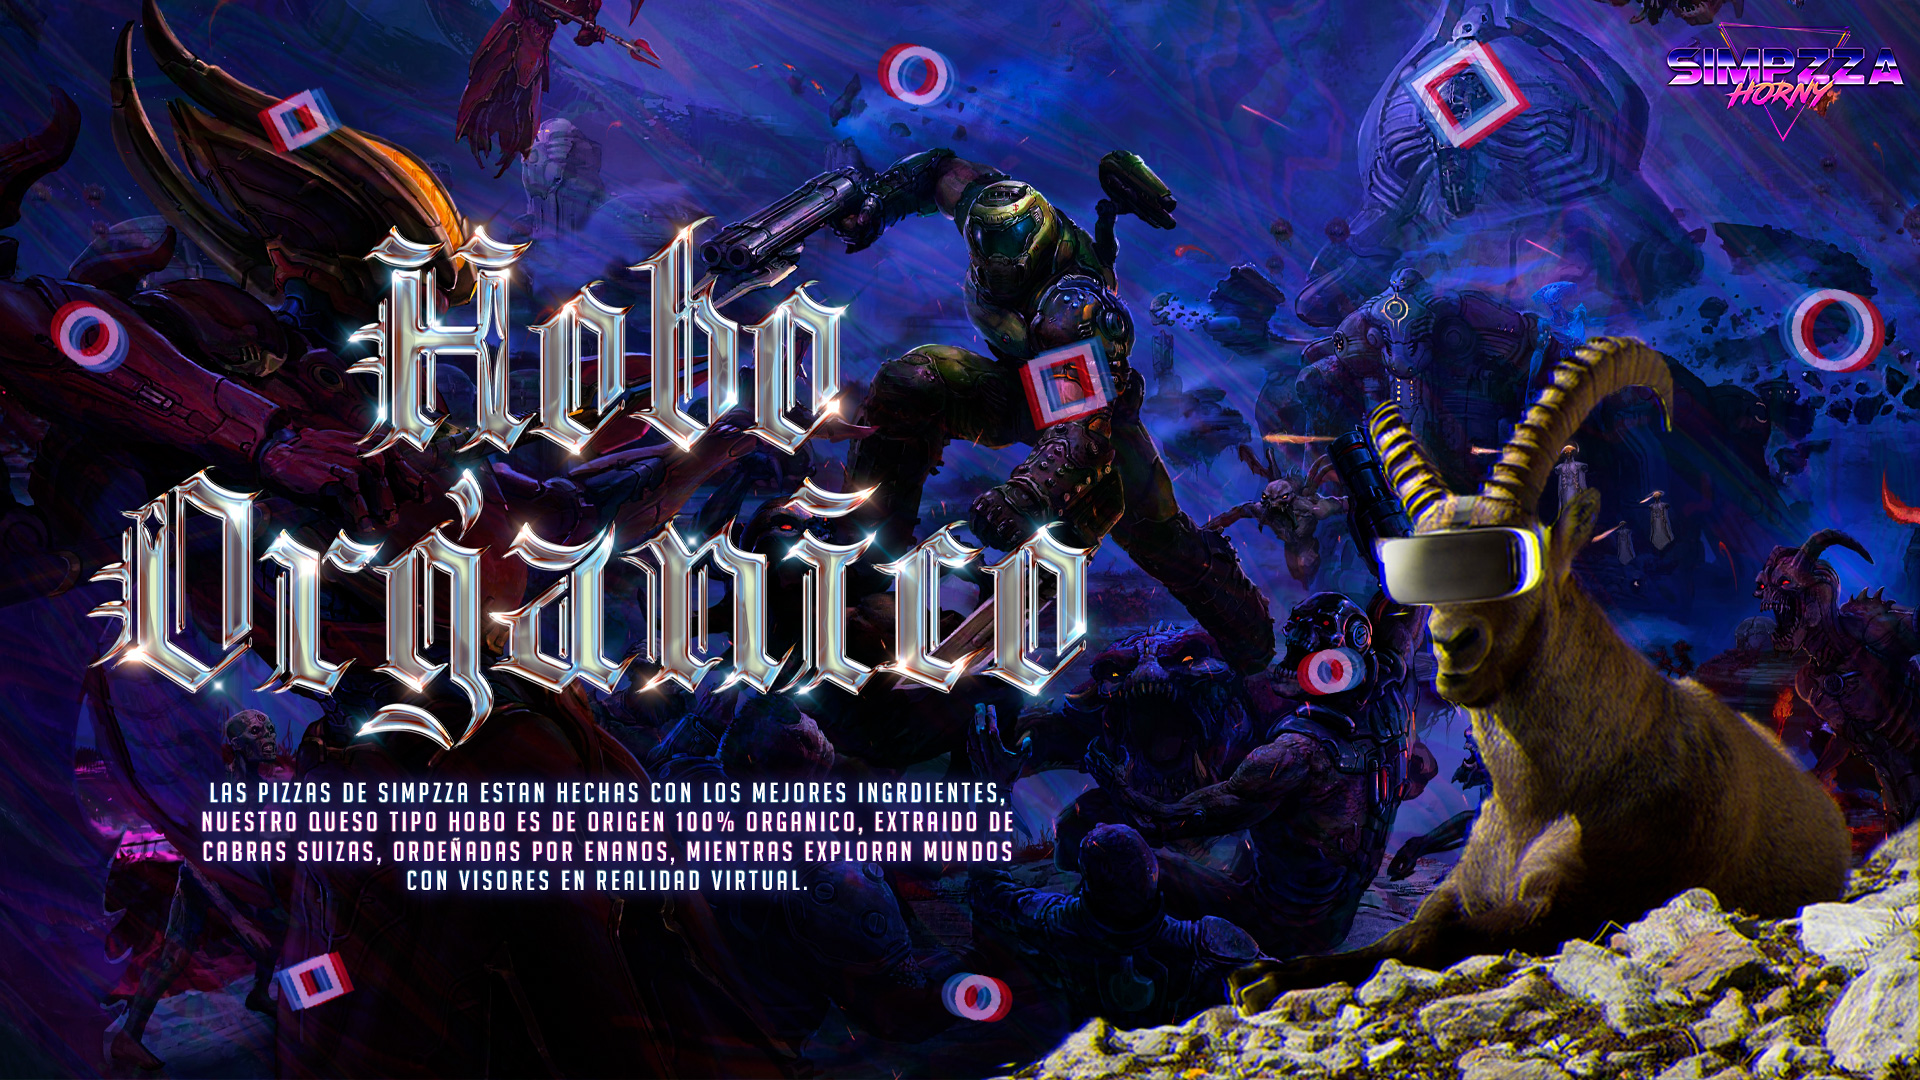 SIMPZZA
HORNY
Hobo
Orgánico
LAS PIZZAS DE SIMPZZA ESTAN HECHAS CON LOS MEJORES INGRDIENTES,
NUESTRO QUESO TIPO HOBO ES DE ORIGEN 100% ORGANICO, EXTRAIDO DE
CABRAS SUIZAS, ORDEÑADAS POR ENANOS, MIENTRAS EXPLORAN MUNDOS
CON VISORES EN REALIDAD VIRTUAL.